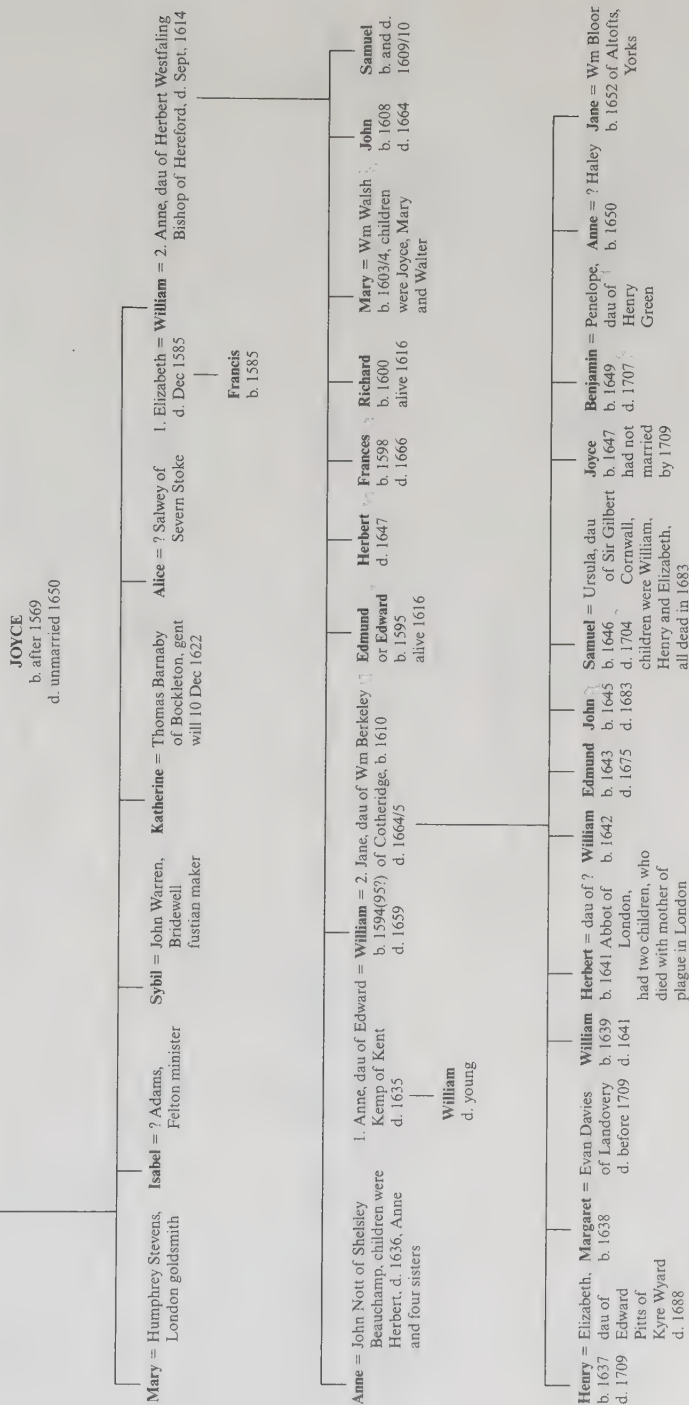 JOYCE
b. after 1569
d. unmarried 1650
Mary = Humphrey Stevens,
London goldsmith
Isabel = ? Adams,
Felton minister
Sybil = John Warren,
Bridewell
fustian maker
Katherine = Thomas Barnaby
of Bockleton, gent
will 10 Dec 1622
Alice = ? Salwey of
Severn Stoke
1. Elizabeth = William = 2. Anne, dau of Herbert Westfaling
d. Dec 1585
Bishop of Hereford, d. Sept, 1614
Francis
b. 1585
Anne = John Nott of Shelsley
Beauchamp, children were
Herbert, d. 1636, Anne
and four sisters
1. Anne, dau of Edward = William = 2. Jane, dau of Wm Berkeley
Kemp of Kent
d. 1635
b. 1594(95?)
d. 1659
of Cotheridge, b. 1610
d. 1664/5
William
d. young
Edmund
or Edward
b. 1595
alive 1616
Herbert
d. 1647
Frances
b. 1598
d. 1666
Richard
b. 1600
alive 1616
Mary = Wm Walsh
b. 1603/4, children
were Joyce, Mary
and Walter
John
b. 1608
d. 1664
Samuel
b. and d.
1609/10
Henry = Elizabeth,
b. 1637 dau of
d. 1709 Edward
Pitts of
Kyre Wyard
d. 1688
Margaret = Evan Davies
b. 1638 of Landovery
d. before 1709
William
b. 1639
d. 1641
Herbert = dau of ?
b. 1641 Abbot of
London,
had two children, who
died with mother of
plague in London
William
b. 1642
Edmund
b. 1643
d. 1675
John
b. 1645
d. 1683
Samuel = Ursula, dau
b. 1646 of Sir Gilbert
d. 1704 Cornwall,
children were William,
Henry and Elizabeth,
all dead in 1683
Joyce
b. 1647
had not
married
by 1709
Benjamin = Penelope,
b. 1649 dau of
d. 1707 Henry
Green
Anne = ? Haley
b. 1650
Jane = Wm Bloor
b. 1652 of Altofts,
Yorks